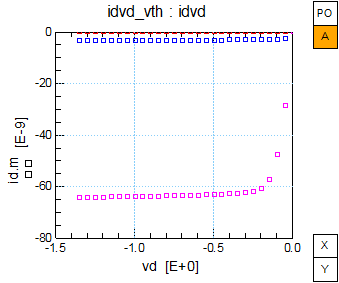 idvd_vth : idvd
PO
A
0
-20
-40
-60
-80
id.m [E-9]
-1.5
-1.0
-0.5
0.0
vd [E+0]
X
Y